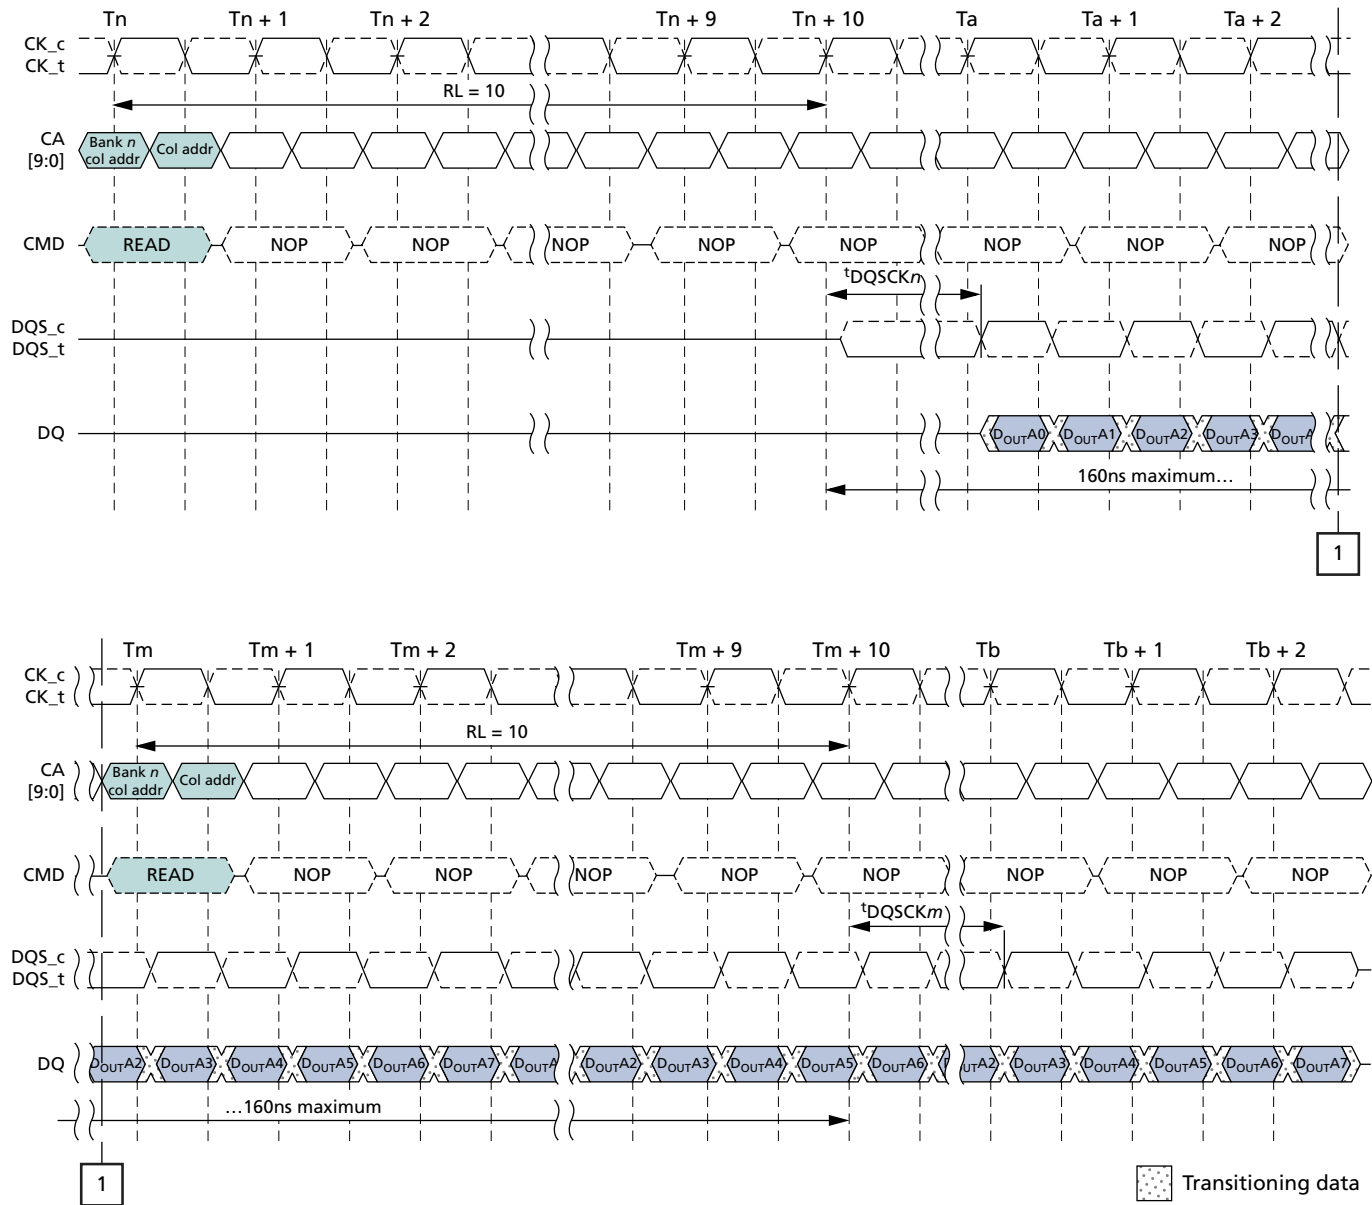 Tn Tn + 1 Tn + 2 Tn + 9 Tn + 10 Ta Ta + 1 Ta + 2
CK_c
CK_t
RL = 10
CA
[9:0]
Bank n
col addr
Col addr
CMD READ NOP NOP NOP NOP NOP NOP NOP NOP
tDQSCKn
DQS_c
DQS_t
DQ DOUTA0 DOUTA1 DOUTA2 DOUTA3 DOUTA
160ns maximum…
1
Tm Tm + 1 Tm + 2 Tm + 9 Tm + 10 Tb Tb + 1 Tb + 2
CK_c
CK_t
RL = 10
CA
[9:0]
Bank n
col addr
Col addr
CMD READ NOP NOP NOP NOP NOP NOP NOP NOP
tDQSCKm
DQS_c
DQS_t
DQ DOUTA2 DOUTA3 DOUTA4 DOUTA5 DOUTA6 DOUTA7 DOUTA DOUTA2 DOUTA3 DOUTA4 DOUTA5 DOUTA6 UTA2 DOUTA3 DOUTA4 DOUTA5 DOUTA6 DOUTA7
…160ns maximum
1
Transitioning data